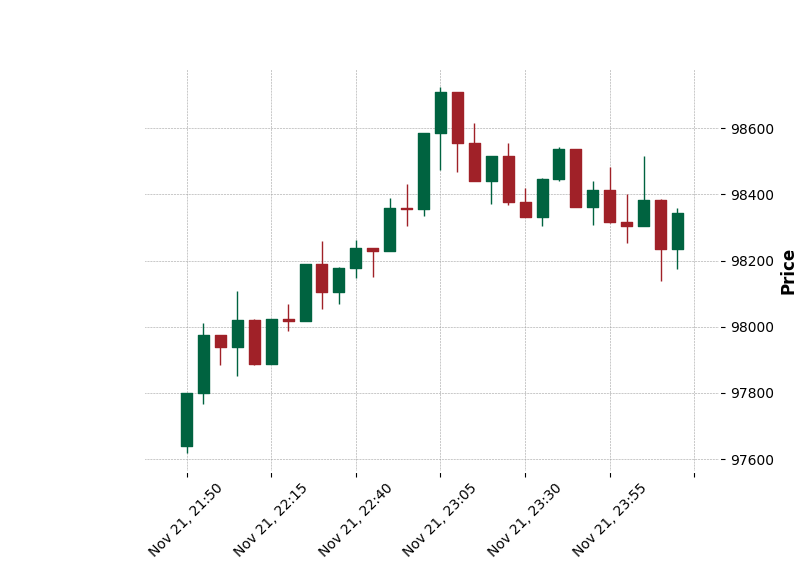 98600
98400
98200
98000
97800
97600
Price
Nov 21, 21:50
Nov 21, 22:15
Nov 21, 22:40
Nov 21, 23:05
Nov 21, 23:30
Nov 21, 23:55